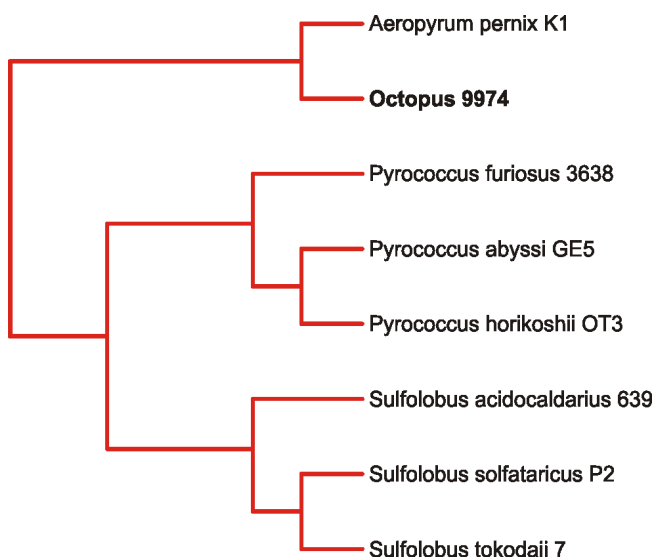 Aeropyrum pernix K1
Octopus 9974
Pyrococcus furiosus 3638
Pyrococcus abyssi GE5
Pyrococcus horikoshii OT3
Sulfolobus acidocaldarius 639
Sulfolobus solfataricus P2
Sulfolobus tokodaii 7